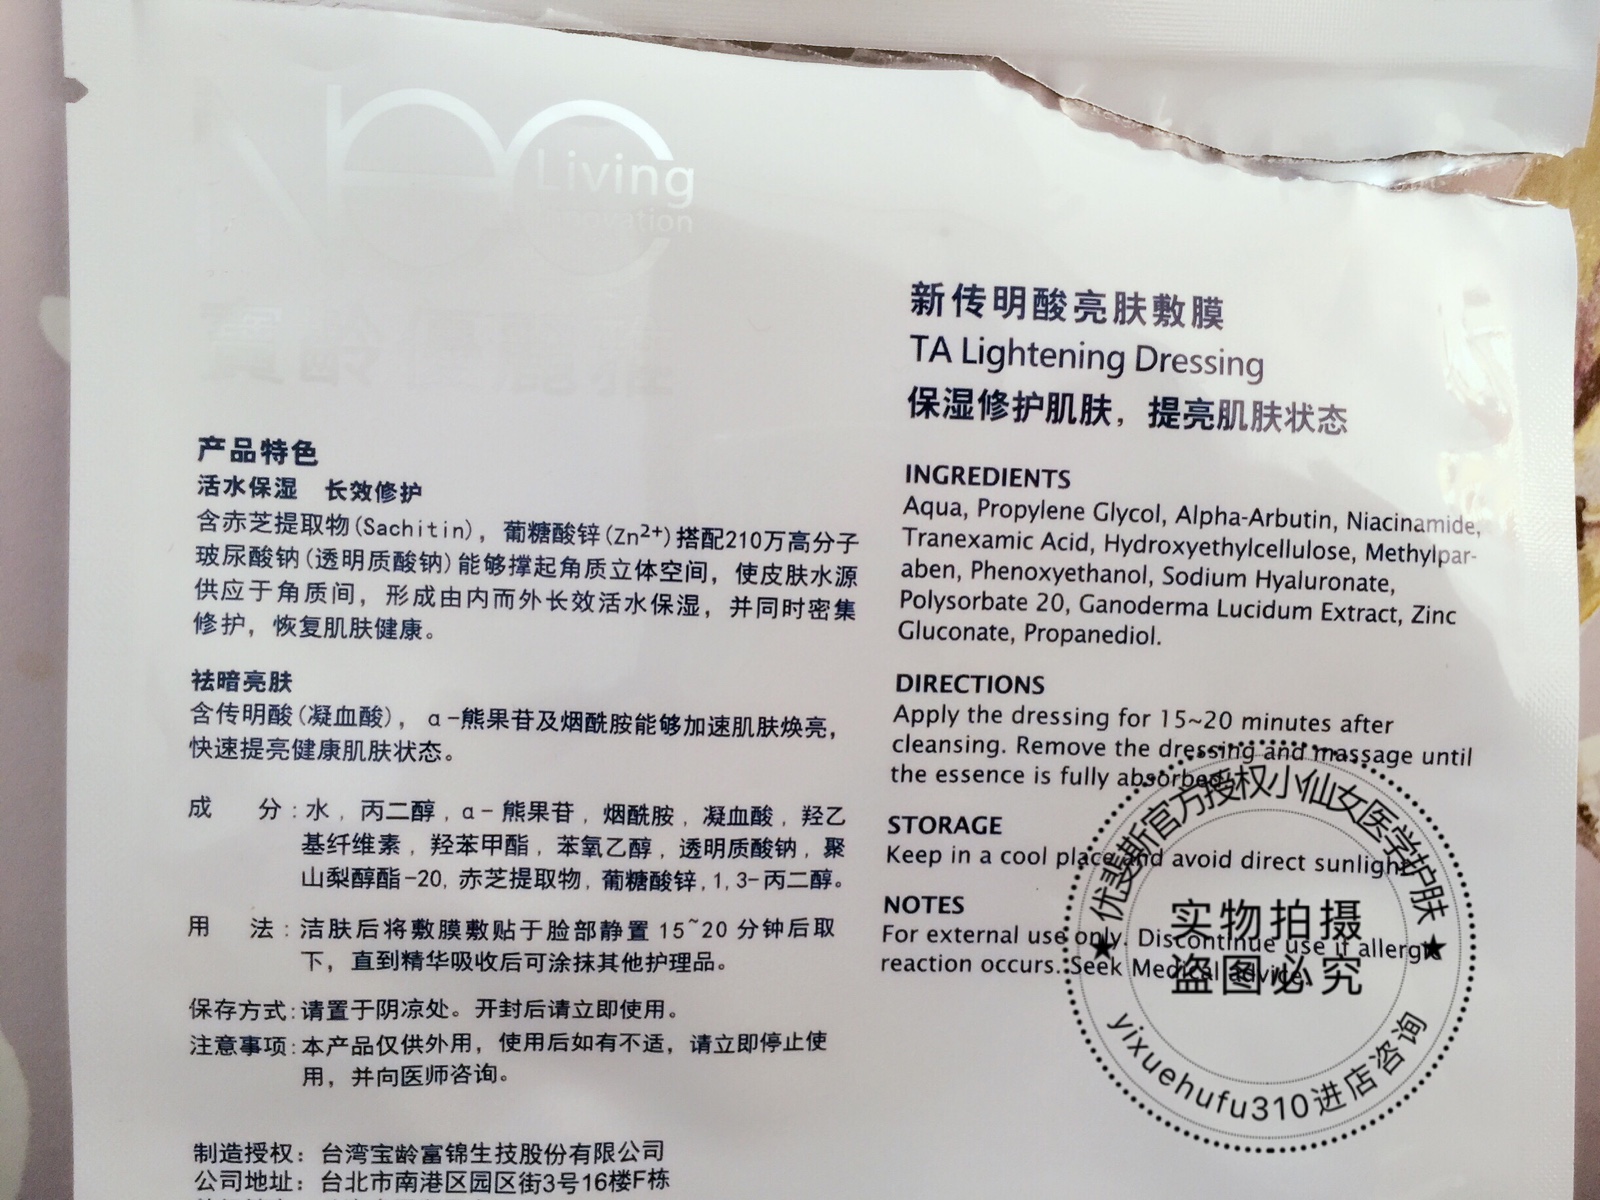 Neo
Living
Innovation
产品特色
活水保湿 长效修护
含赤芝提取物(Sachitin)，葡糖酸锌(Zn2+)搭配210万高分子
玻尿酸钠(透明质酸钠)能够撑起角质立体空间，使皮肤水源
供应于角质间，形成由内而外长效活水保湿，并同时密集
修护，恢复肌肤健康。
祛暗亮肤
含传明酸(凝血酸)，α-熊果苷及烟酰胺能够加速肌肤焕亮，
快速提亮健康肌肤状态。
成 分：水，丙二醇，α-熊果苷，烟酰胺，凝血酸，羟乙
基纤维素，羟苯甲酯，苯氧乙醇，透明质酸钠，聚
山梨醇酯-20，赤芝提取物，葡糖酸锌，1,3-丙二醇。
用 法：洁肤后将敷膜敷贴于脸部静置15~20分钟后取
下，直到精华吸收后可涂抹其他护理品。
保存方式：请置于阴凉处。开封后请立即使用。
注意事项：本产品仅供外用，使用后如有不适，请立即停止使
用，并向医师咨询。
制造授权：台湾宝龄富锦生技股份有限公司
公司地址：台北市南港区园区街3号16楼F栋
新传明酸亮肤敷膜
TA Lightening Dressing
保湿修护肌肤，提亮肌肤状态
INGREDIENTS
Aqua, Propylene Glycol, Alpha-Arbutin, Niacinamide,
Tranexamic Acid, Hydroxyethylcellulose, Methylpar-
aben, Phenoxyethanol, Sodium Hyaluronate,
Polysorbate 20, Ganoderma Lucidum Extract, Zinc
Gluconate, Propanediol.
DIRECTIONS
Apply the dressing for 15~20 minutes after
cleansing. Remove the dressing and massage until
the essence is fully absorbed.
STORAGE
Keep in a cool place and avoid direct sunlight.
NOTES
For external use only. Discontinue use if allergic
reaction occurs. Seek Medical advice.
优斐斯官方授权小仙女医学护肤
实物拍摄
盗图必究
yixuehufu310进店咨询